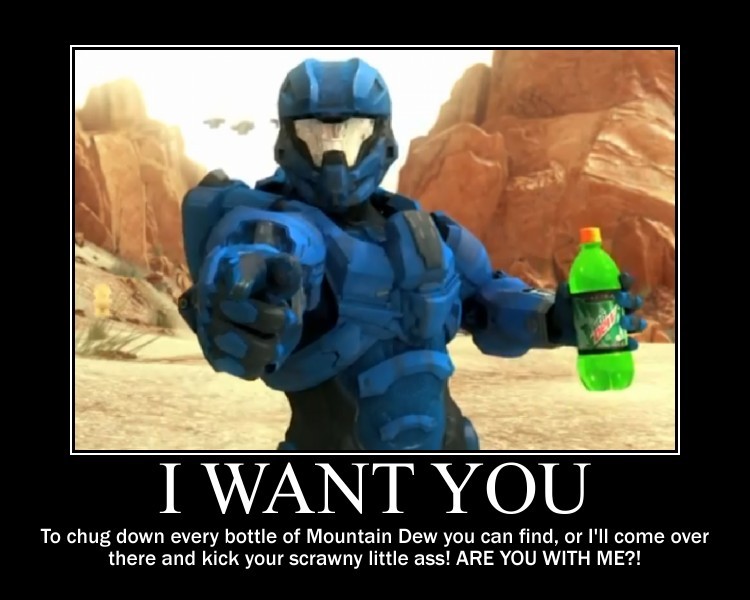 I WANT YOU
To chug down every bottle of Mountain Dew you can find, or I'll come over
there and kick your scrawny little ass! ARE YOU WITH ME?!